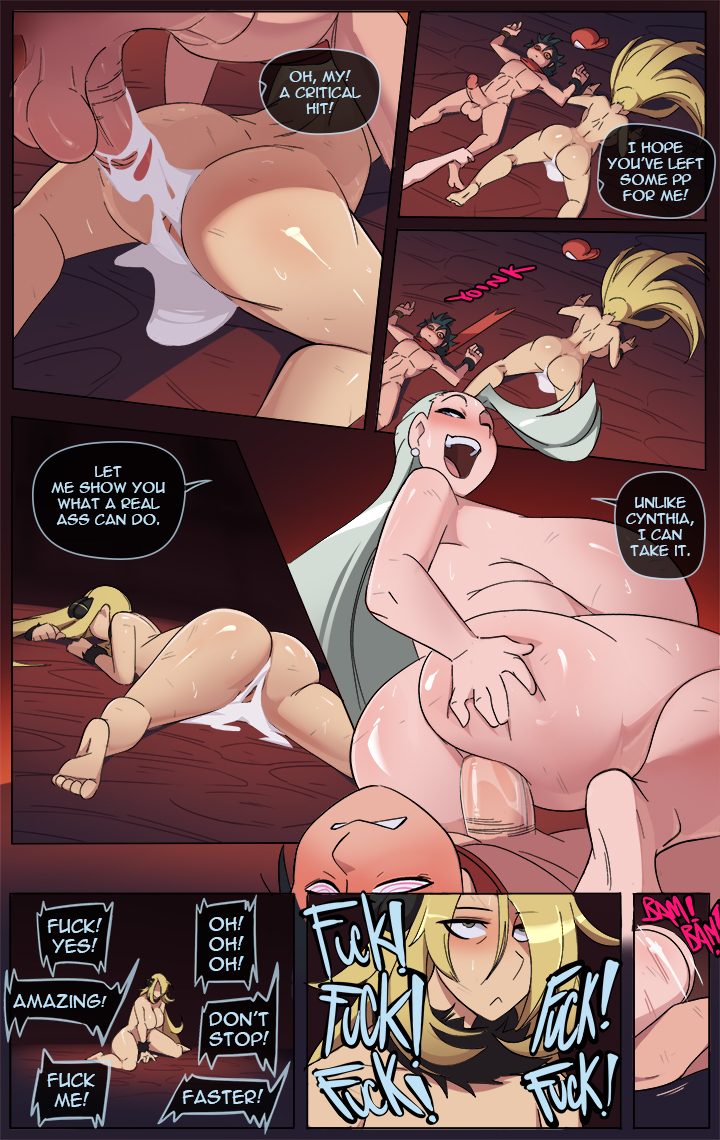 OH, MY!
A CRITICAL
HIT!
I HOPE
YOU'VE LEFT
SOME PP
FOR ME!
YOINK
LET
ME SHOW YOU
WHAT A REAL
ASS CAN DO.
UNLIKE
CYNTHIA,
I CAN
TAKE IT.
FUCK!
YES!
OH!
OH!
OH!
AMAZING!
DON'T
STOP!
FUCK
ME!
FASTER!
FUCK!
FUCK!
FUCK!
FUCK!
FUCK!
BAM!
BAM!